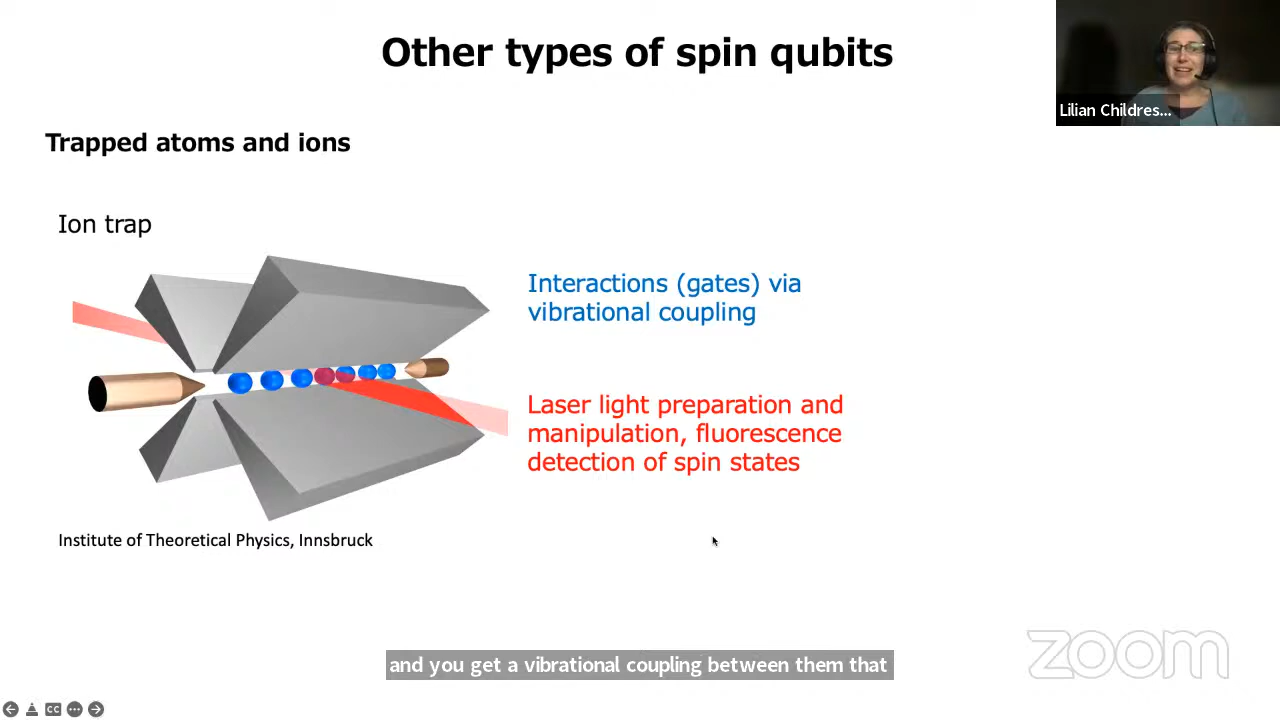 Other types of spin qubits
Lilian Childres...
Trapped atoms and ions
Ion trap
Interactions (gates) via
vibrational coupling
Laser light preparation and
manipulation, fluorescence
detection of spin states
Institute of Theoretical Physics, Innsbruck
zoom
and you get a vibrational coupling between them that
CC